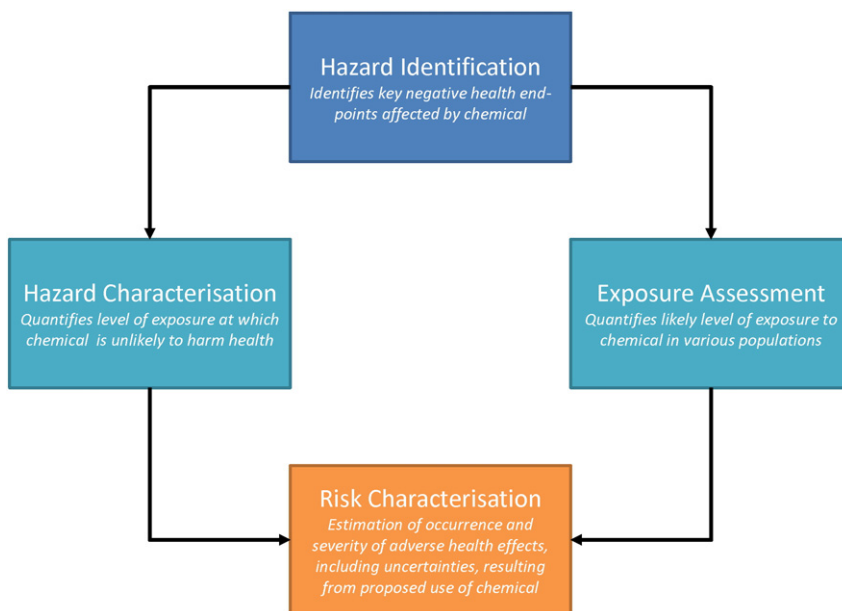 Hazard Identification
Identifies key negative health end-
points affected by chemical
Hazard Characterisation
Quantifies level of exposure at which
chemical is unlikely to harm health
Exposure Assessment
Quantifies likely level of exposure to
chemical in various populations
Risk Characterisation
Estimation of occurrence and
severity of adverse health effects,
including uncertainties, resulting
from proposed use of chemical